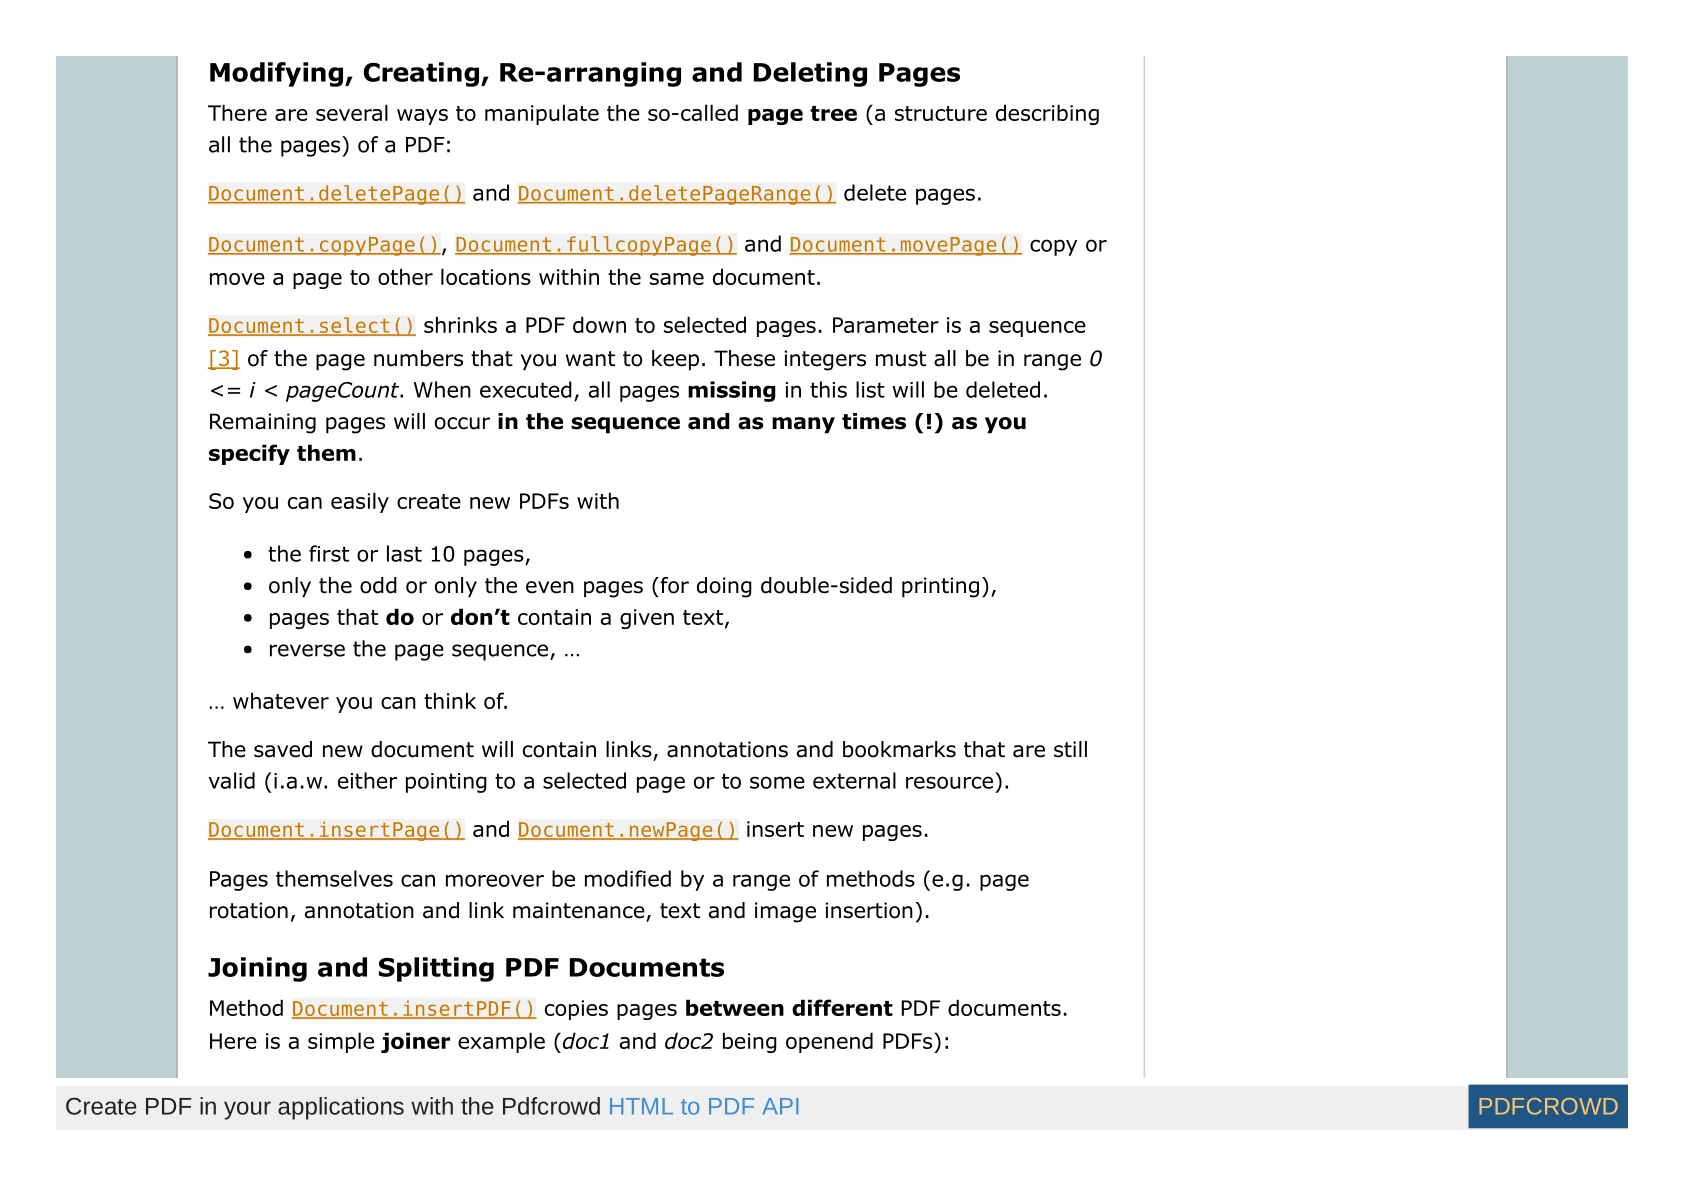 Modifying, Creating, Re-arranging and Deleting Pages
There are several ways to manipulate the so-called page tree (a structure describing
all the pages) of a PDF:
Document.deletePage() and Document.deletePageRange() delete pages.
Document.copyPage(), Document.fullcopyPage() and Document.movePage() copy or
move a page to other locations within the same document.
Document.select() shrinks a PDF down to selected pages. Parameter is a sequence
[3] of the page numbers that you want to keep. These integers must all be in range 0
<= i < pageCount. When executed, all pages missing in this list will be deleted.
Remaining pages will occur in the sequence and as many times (!) as you
specify them.
So you can easily create new PDFs with
• the first or last 10 pages,
• only the odd or only the even pages (for doing double-sided printing),
• pages that do or don’t contain a given text,
• reverse the page sequence, …
… whatever you can think of.
The saved new document will contain links, annotations and bookmarks that are still
valid (i.a.w. either pointing to a selected page or to some external resource).
Document.insertPage() and Document.newPage() insert new pages.
Pages themselves can moreover be modified by a range of methods (e.g. page
rotation, annotation and link maintenance, text and image insertion).
Joining and Splitting PDF Documents
Method Document.insertPDF() copies pages between different PDF documents.
Here is a simple joiner example (doc1 and doc2 being openend PDFs):
Create PDF in your applications with the Pdfcrowd HTML to PDF API
PDFCROWD